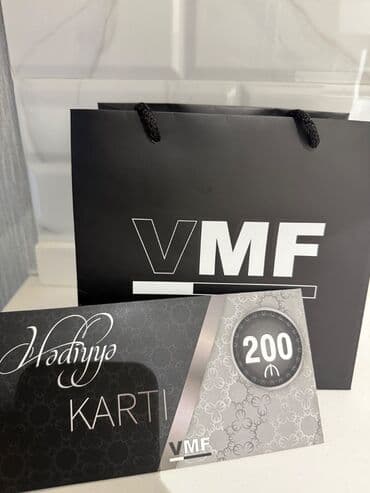 VMF
Hədiyyə
KARTI
200
₼
VMF